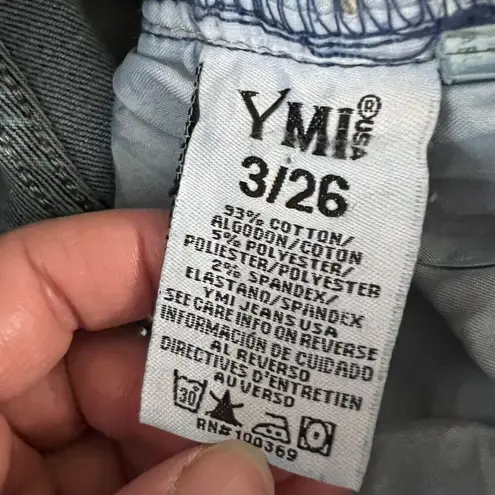 YMI® USA
3/26
93% COTTON/
ALGODON/COTON
5% POLYESTER/
POLIESTER/POLYESTER
2% SPANDEX/
ELASTANO/SPANDEX
YMI JEANS USA
SEE CARE INFO ON REVERSE
INFORMACIÓN DE CUIDADO
AL REVERSO
DIRECTIVES D'ENTRETIEN
AU VERSO
30
RN# 100369